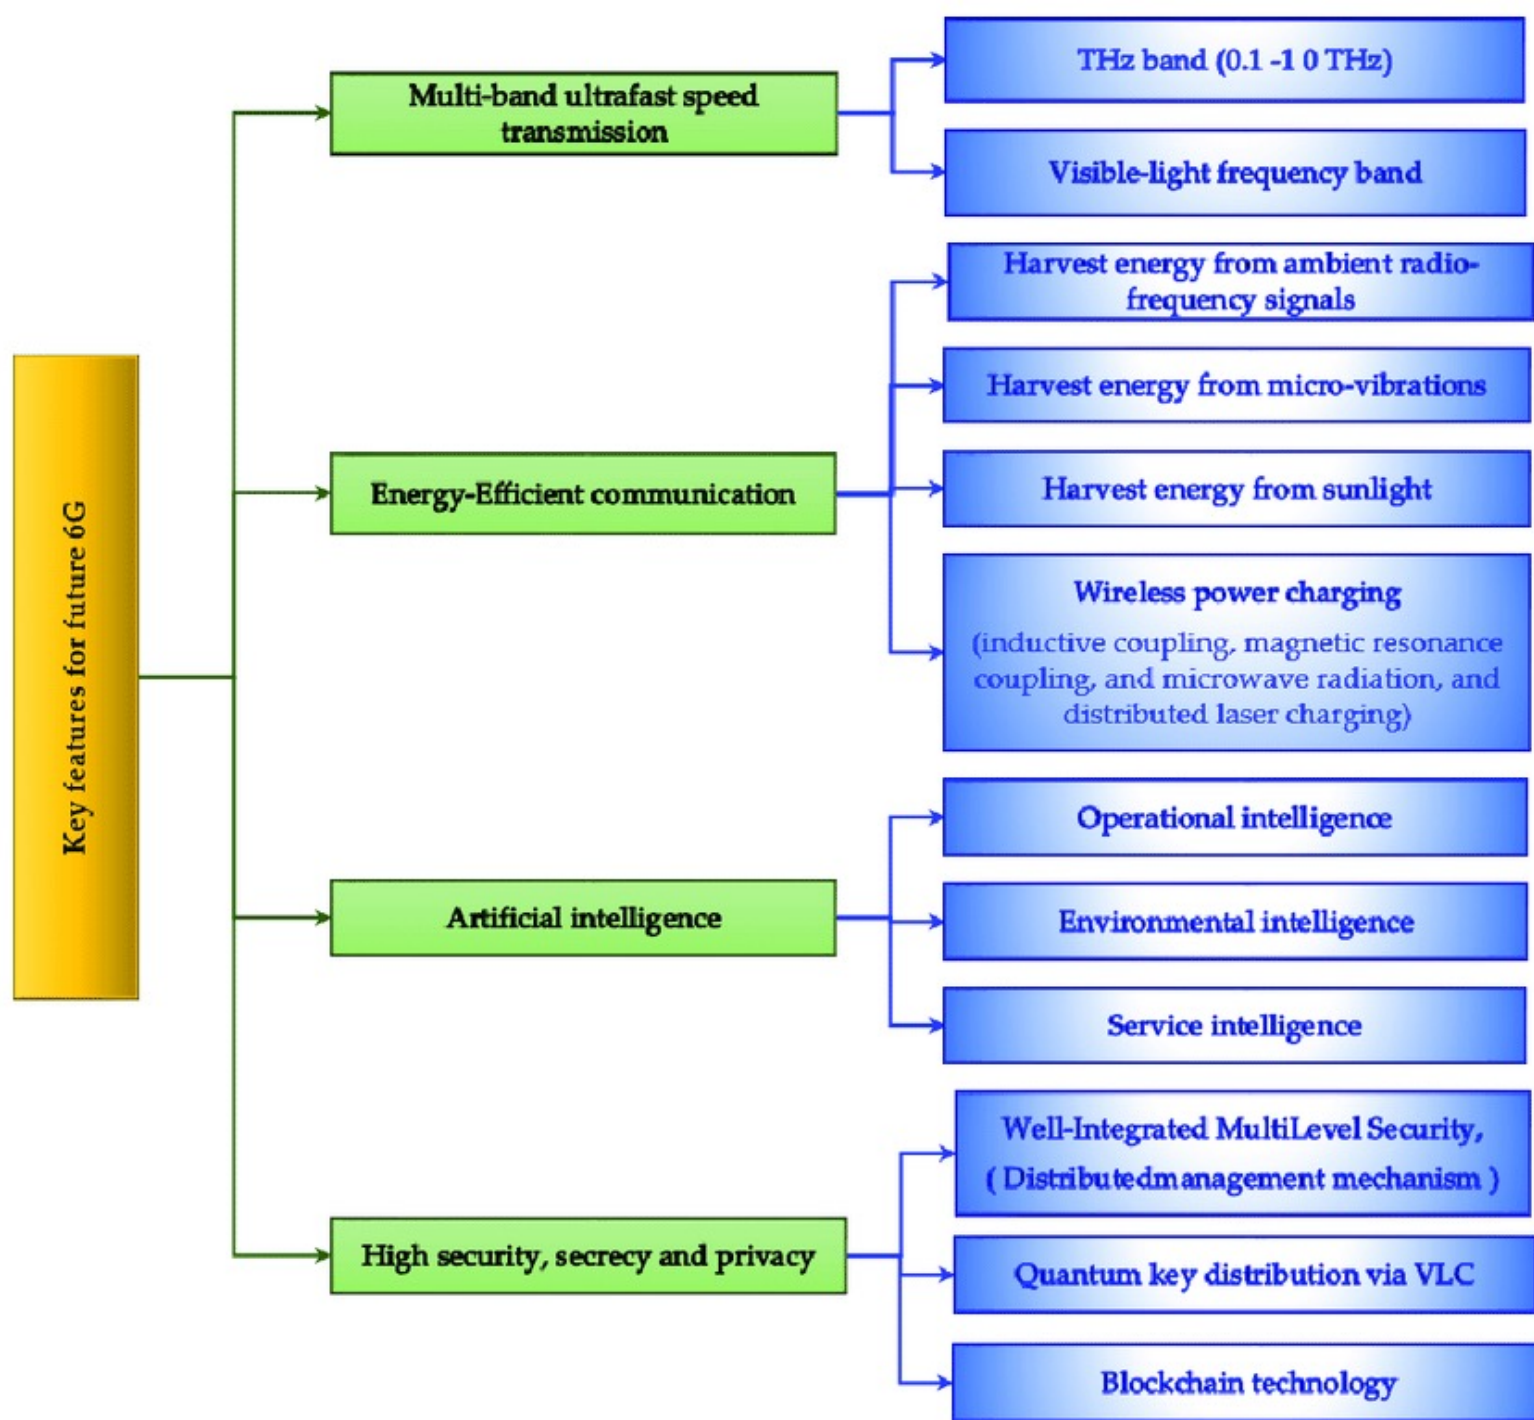 Key features for future 6G
Multi-band ultrafast speed
transmission
THz band (0.1 -1 0 THz)
Visible-light frequency band
Energy-Efficient communication
Harvest energy from ambient radio-
frequency signals
Harvest energy from micro-vibrations
Harvest energy from sunlight
Wireless power charging
(inductive coupling, magnetic resonance
coupling, and microwave radiation, and
distributed laser charging)
Artificial intelligence
Operational intelligence
Environmental intelligence
Service intelligence
High security, secrecy and privacy
Well-Integrated MultiLevel Security,
( Distributedmanagement mechanism )
Quantum key distribution via VLC
Blockchain technology